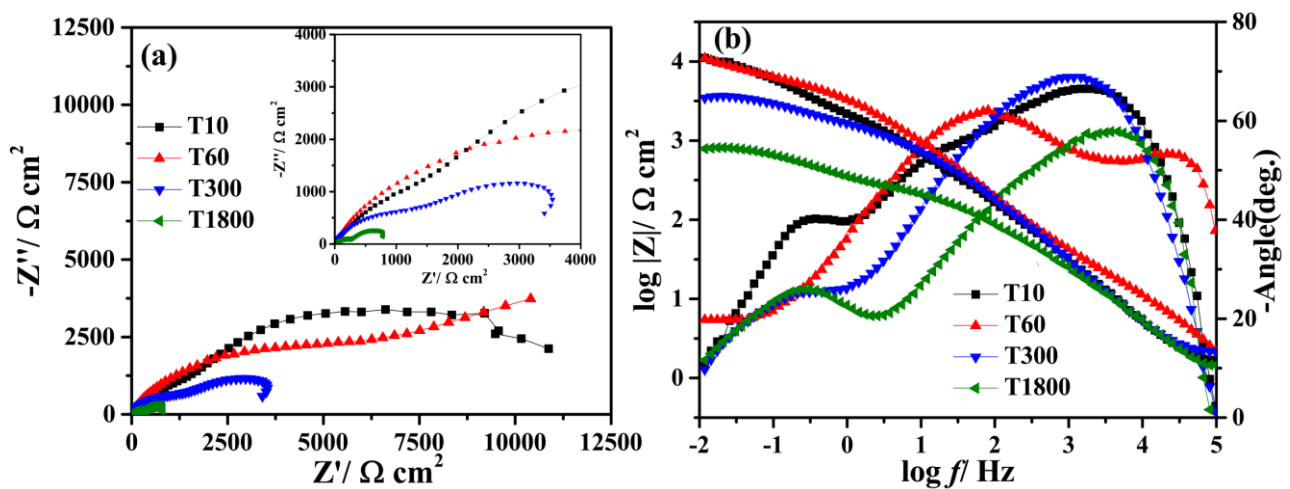 (a)
-Z''/ Ω cm²
12500
10000
7500
5000
2500
0
T10
T60
T300
T1800
0 2500 5000 7500 10000 12500
Z'/ Ω cm²
-Z''/ Ω cm²
4000
3000
2000
1000
0
0 1000 2000 3000 4000
Z'/ Ω cm²
(b)
log |Z|/ Ω cm²
4
3
2
1
0
T10
T60
T300
T1800
-2 -1 0 1 2 3 4 5
log f/ Hz
80
60
40
20
0
-Angle(deg.)